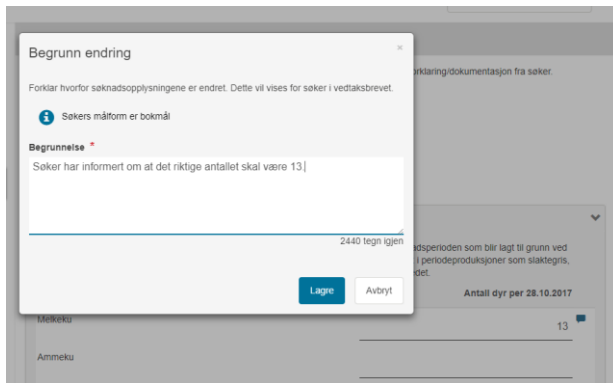 Begrunn endring
×
orklaring/dokumentasjon fra søker.
Forklar hvorfor søknadsopplysningene er endret. Dette vil vises for søker i vedtaksbrevet.
Søkers målform er bokmål
Begrunnelse *
Søker har informert om at det riktige antallet skal være 13.
2440 tegn igjen
adsperioden som blir lagt til grunn ved
i periodeproduksjoner som slaktegris,
det.
Lagre
Avbryt
Antall dyr per 28.10.2017
Melkeku
13
Ammeku